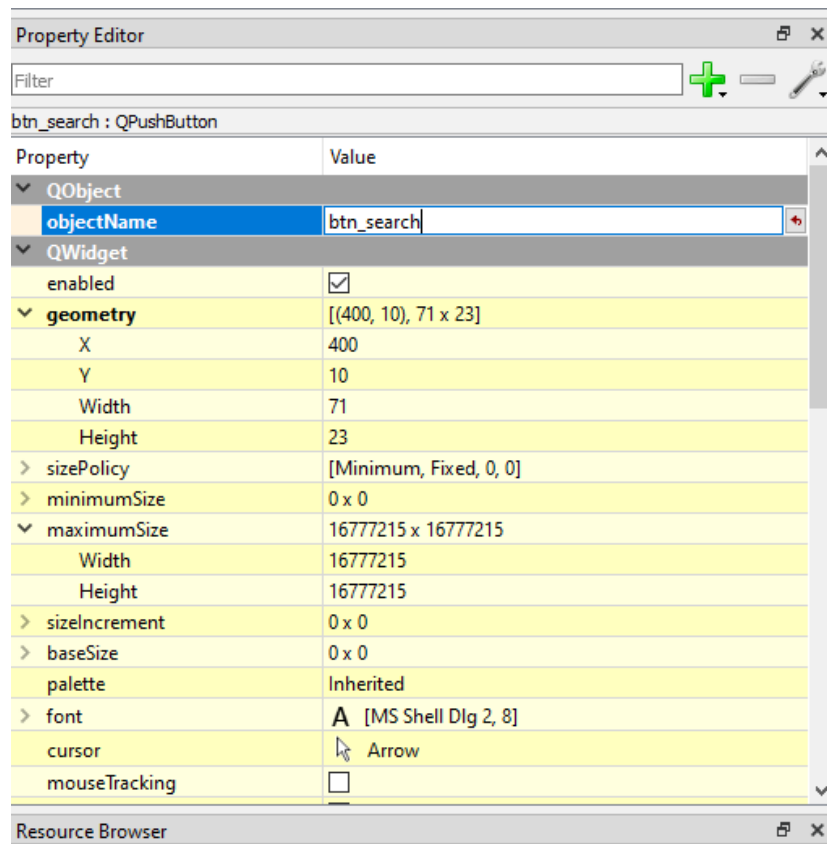 Property Editor
Filter
btn_search : QPushButton
Property Value
QObject
objectName btn_search
QWidget
enabled
geometry [(400, 10), 71 x 23]
X 400
Y 10
Width 71
Height 23
sizePolicy [Minimum, Fixed, 0, 0]
minimumSize 0 x 0
maximumSize 16777215 x 16777215
Width 16777215
Height 16777215
sizeIncrement 0 x 0
baseSize 0 x 0
palette Inherited
font A [MS Shell Dlg 2, 8]
cursor Arrow
mouseTracking
Resource Browser